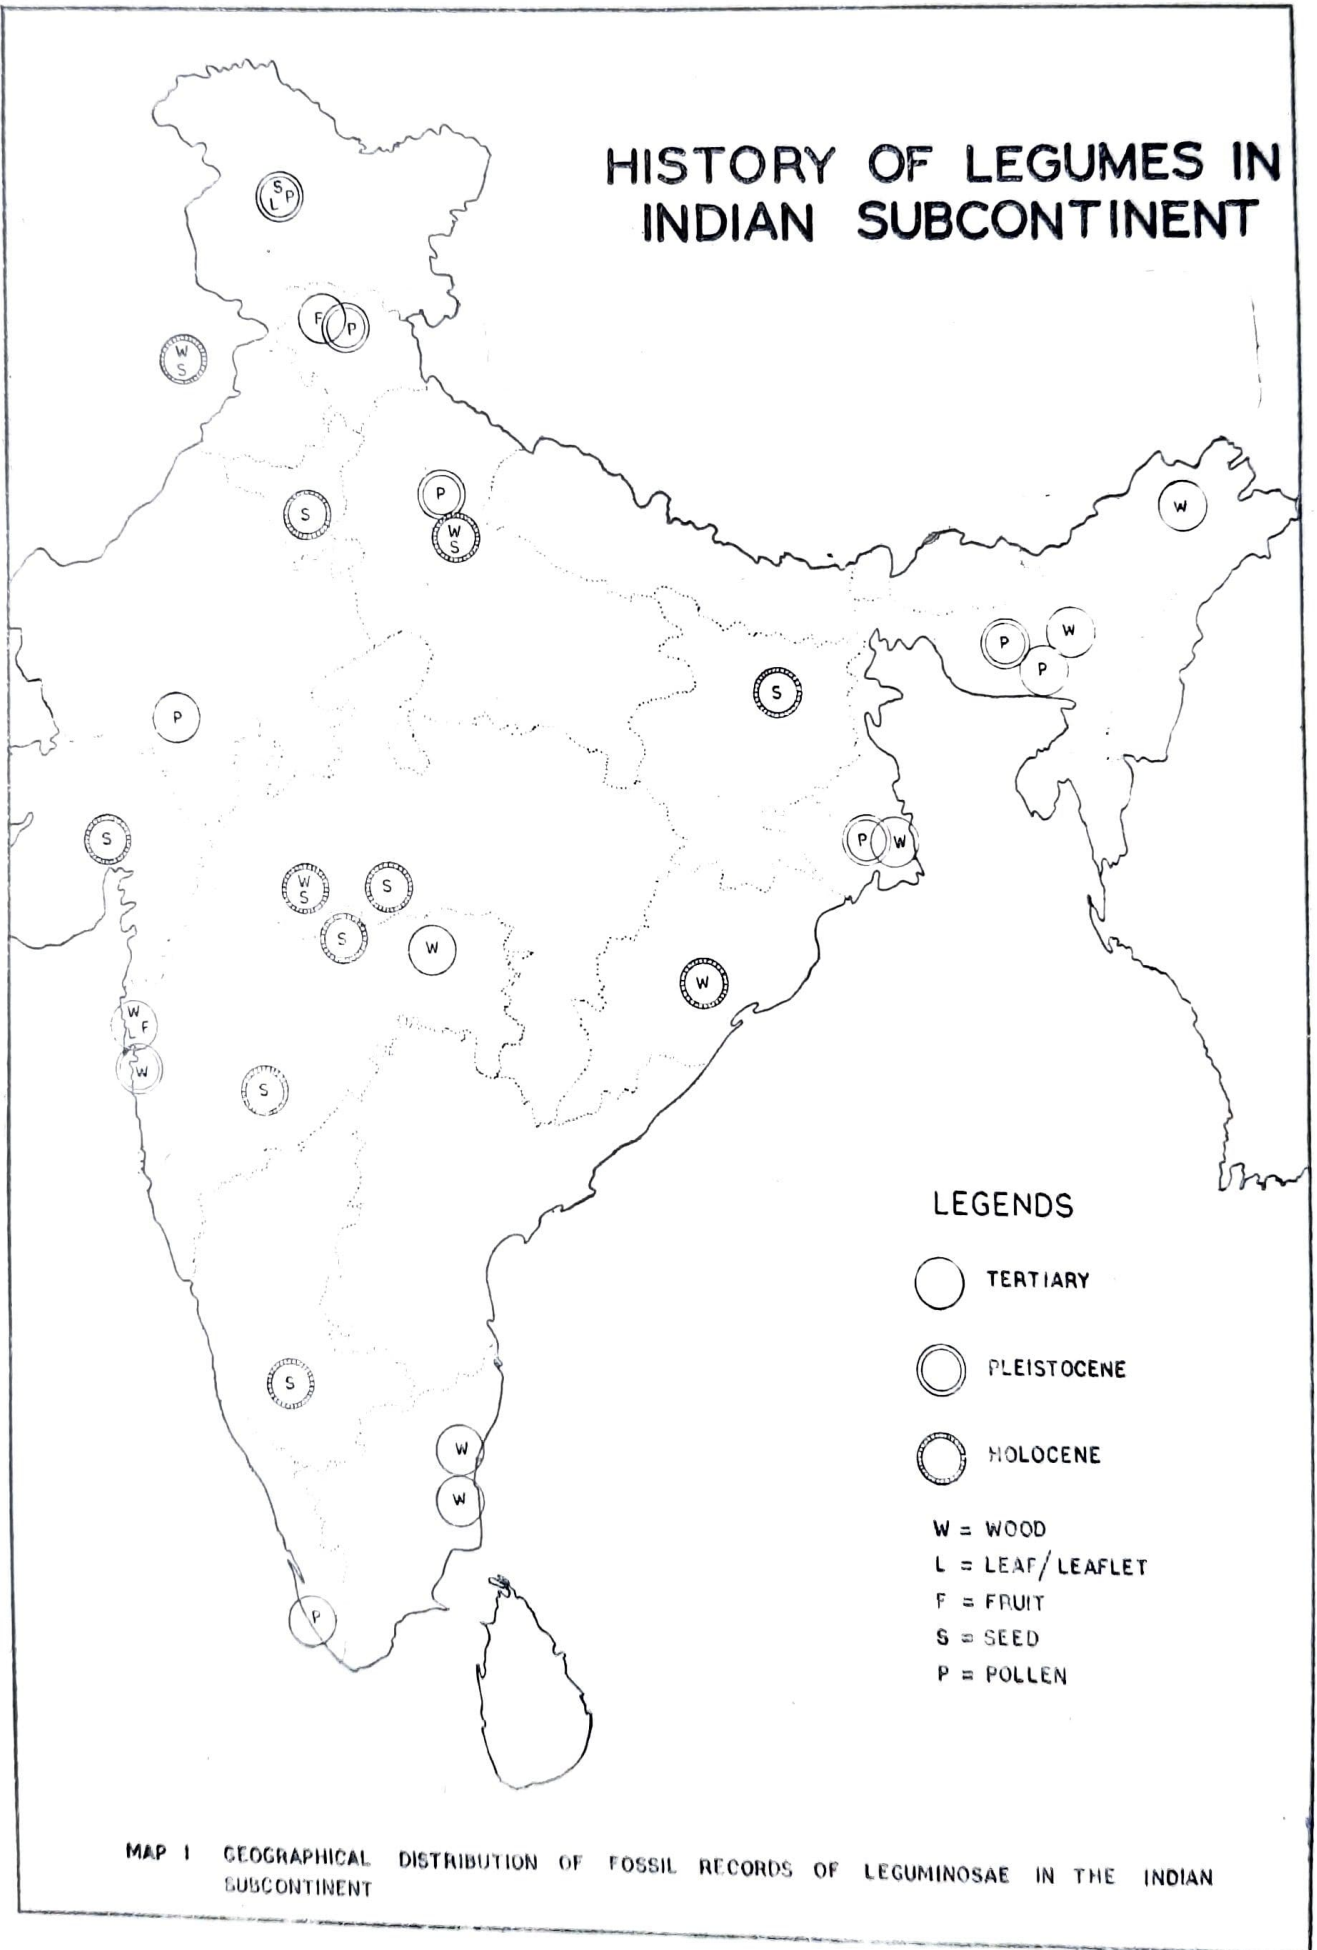 HISTORY OF LEGUMES IN
INDIAN SUBCONTINENT
S P
L
F
P
W
S
P
W
S
S
W
P
W
P
S
P
S
P W
W
S
S
S
W
W
W
F
L
W
S
S
W
W
P
LEGENDS
TERTIARY
PLEISTOCENE
HOLOCENE
W = WOOD
L = LEAF/LEAFLET
F = FRUIT
S = SEED
P = POLLEN
MAP 1 GEOGRAPHICAL DISTRIBUTION OF FOSSIL RECORDS OF LEGUMINOSAE IN THE INDIAN
SUBCONTINENT